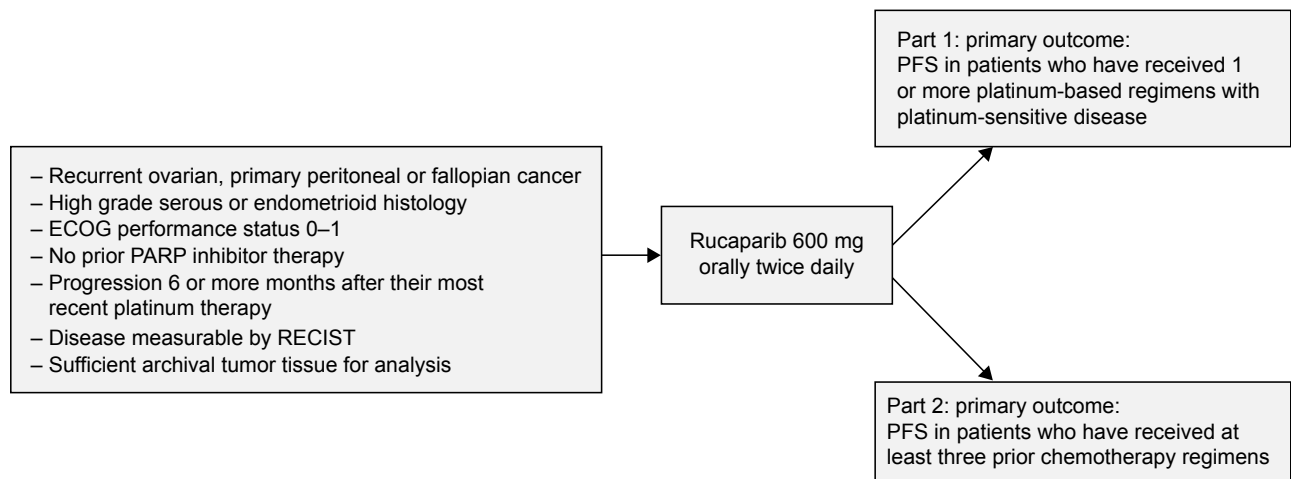 Part 1: primary outcome:
PFS in patients who have received 1
or more platinum-based regimens with
platinum-sensitive disease
– Recurrent ovarian, primary peritoneal or fallopian cancer
– High grade serous or endometrioid histology
– ECOG performance status 0–1
– No prior PARP inhibitor therapy
– Progression 6 or more months after their most
recent platinum therapy
– Disease measurable by RECIST
– Sufficient archival tumor tissue for analysis
Rucaparib 600 mg
orally twice daily
Part 2: primary outcome:
PFS in patients who have received at
least three prior chemotherapy regimens